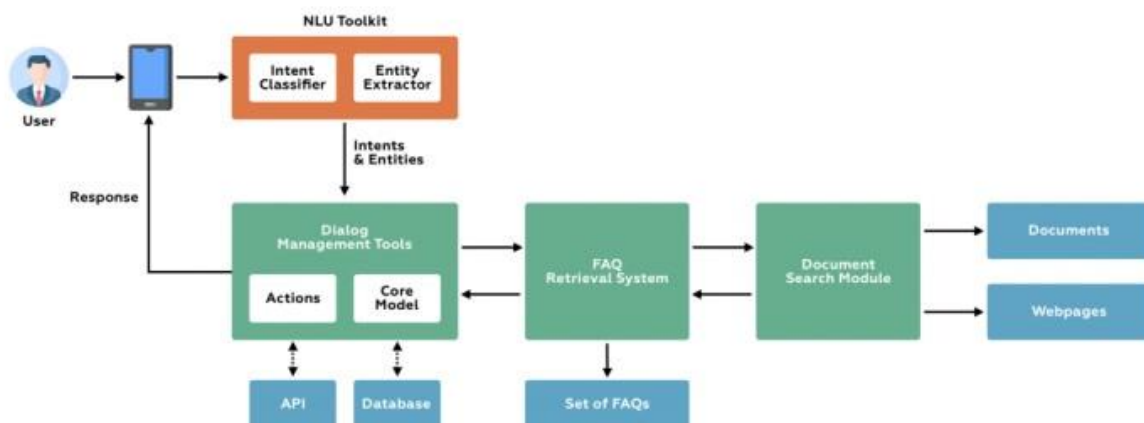 NLU Toolkit
Intent
Classifier
Entity
Extractor
User
Intents
& Entities
Response
Dialog
Management Tools
Actions
Core
Model
FAQ
Retrieval System
Document
Search Module
Documents
Webpages
API
Database
Set of FAQs